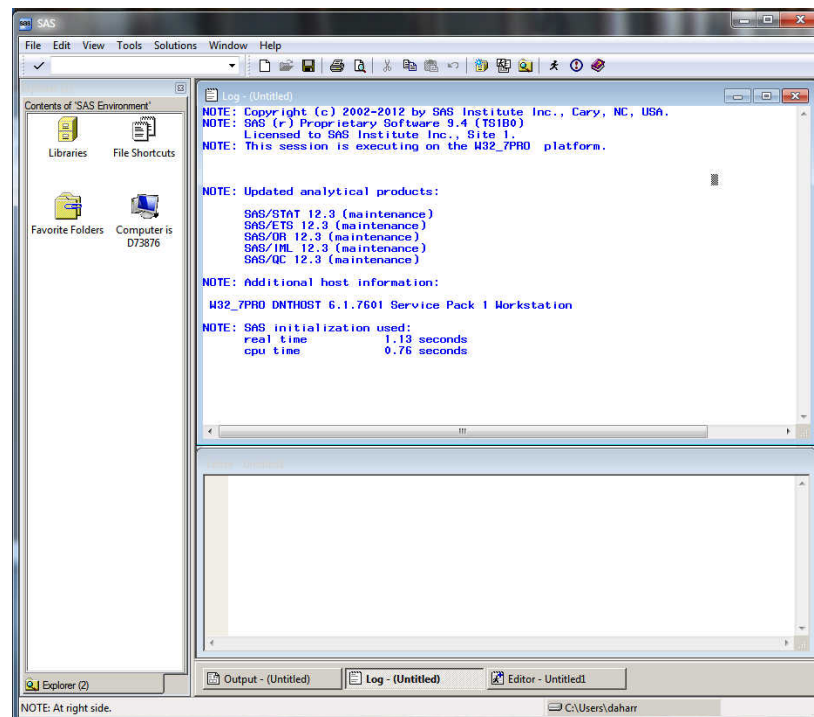 SAS
File Edit View Tools Solutions Window Help
Contents of 'SAS Environment'
Libraries
File Shortcuts
Favorite Folders
Computer is
D73876
Explorer (2)
Log - (Untitled)
NOTE: Copyright (c) 2002-2012 by SAS Institute Inc., Cary, NC, USA.
NOTE: SAS (r) Proprietary Software 9.4 (TS1B0)
Licensed to SAS Institute Inc., Site 1.
NOTE: This session is executing on the W32_7PRO platform.
NOTE: Updated analytical products:
SAS/STAT 12.3 (maintenance)
SAS/ETS 12.3 (maintenance)
SAS/OR 12.3 (maintenance)
SAS/IML 12.3 (maintenance)
SAS/QC 12.3 (maintenance)
NOTE: Additional host information:
W32_7PRO DNTHOST 6.1.7601 Service Pack 1 Workstation
NOTE: SAS initialization used:
real time 1.13 seconds
cpu time 0.76 seconds
Output - (Untitled)
Log - (Untitled)
Editor - Untitled1
NOTE: At right side.
C:\Users\daharr